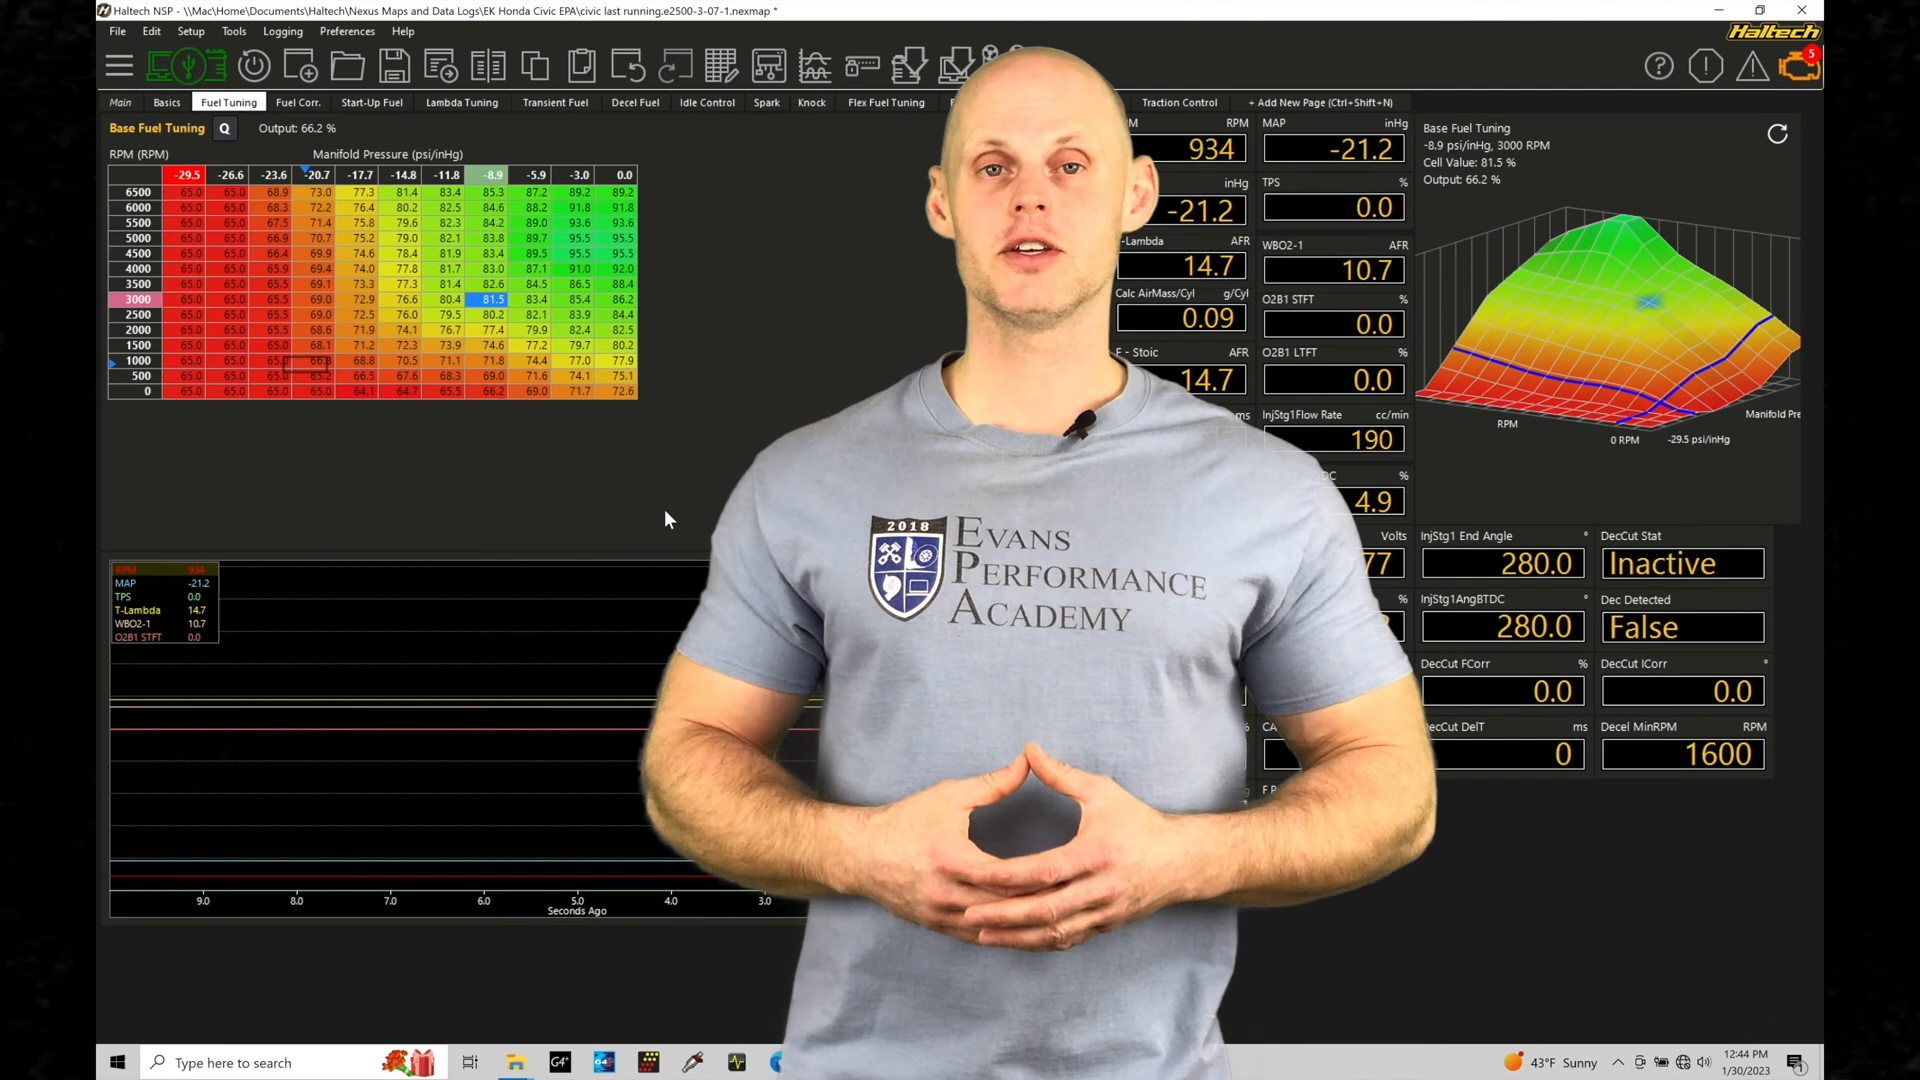 Haltech NSP - \\Mac\Home\Documents\Haltech\Nexus Maps and Data Logs\EK Honda Civic EPA\civic last running.e2500-3-07-1.nexmap *
File Edit Setup Tools Logging Preferences Help
Haltech
5
Main Basics Fuel Tuning Fuel Corr. Start-Up Fuel Lambda Tuning Transient Fuel Decel Fuel Idle Control Spark Knock Flex Fuel Tuning Traction Control + Add New Page (Ctrl+Shift+N)
Base Fuel Tuning Q Output: 66.2 %
RPM (RPM) Manifold Pressure (psi/inHg)
-29.5 -26.6 -23.6 -20.7 -17.7 -14.8 -11.8 -8.9 -5.9 -3.0 0.0
6500 65.0 65.0 68.9 73.0 77.3 81.4 83.4 85.3 87.2 89.2 89.2
6000 65.0 65.0 68.3 72.2 76.4 80.2 82.5 84.6 88.2 91.8 91.8
5500 65.0 65.0 67.5 71.4 75.8 79.6 82.3 84.2 89.0 93.6 93.6
5000 65.0 65.0 66.9 70.7 75.2 79.0 82.1 83.8 89.7 95.5 95.5
4500 65.0 65.0 66.4 69.9 74.6 78.4 81.9 83.4 89.5 95.5 95.5
4000 65.0 65.0 65.9 69.4 74.0 77.8 81.7 83.0 87.1 91.0 92.0
3500 65.0 65.0 65.6 69.1 73.3 77.3 81.4 82.6 84.5 86.5 88.4
3000 65.0 65.0 65.5 69.0 72.9 76.6 80.4 81.5 83.4 85.4 86.2
2500 65.0 65.0 65.5 69.0 72.5 76.0 79.5 80.2 82.1 83.9 84.4
2000 65.0 65.0 65.5 68.6 71.9 74.1 76.7 77.4 79.9 82.4 82.5
1500 65.0 65.0 65.0 68.1 71.2 72.3 73.9 74.6 77.2 79.7 80.2
1000 65.0 65.0 65.0 66.8 68.8 70.5 71.1 71.8 74.4 77.0 77.9
500 65.0 65.0 65.0 65.2 66.5 67.6 68.3 69.0 71.6 74.1 75.1
0 65.0 65.0 65.0 65.0 64.1 64.7 65.5 66.2 69.0 71.7 72.6
RPM 934
MAP -21.2
TPS 0.0
T-Lambda 14.7
WBO2-1 10.7
O2B1 STFT 0.0
9.0 8.0 7.0 6.0 5.0 4.0 3.0
Seconds Ago
RPM
934
inHg
-21.2
-Lambda AFR
14.7
Calc AirMass/Cyl g/Cyl
0.09
F - Stoic AFR
14.7
ms
MAP inHg
-21.2
TPS %
0.0
WBO2-1 AFR
10.7
O2B1 STFT %
0.0
O2B1 LTFT %
0.0
InjStg1Flow Rate cc/min
190
DC %
4.9
Volts
77
%
Base Fuel Tuning
-8.9 psi/inHg, 3000 RPM
Cell Value: 81.5 %
Output: 66.2 %
RPM
0 RPM
-29.5 psi/inHg
Manifold Pre
InjStg1 End Angle °
280.0
DecCut Stat
Inactive
InjStg1AngBTDC °
280.0
Dec Detected
False
DecCut FCorr %
0.0
DecCut ICorr °
0.0
DecCut DelT ms
0
Decel MinRPM RPM
1600
2018
EVANS
PERFORMANCE
ACADEMY
Type here to search
G4+
43°F Sunny
12:44 PM
1/30/2023